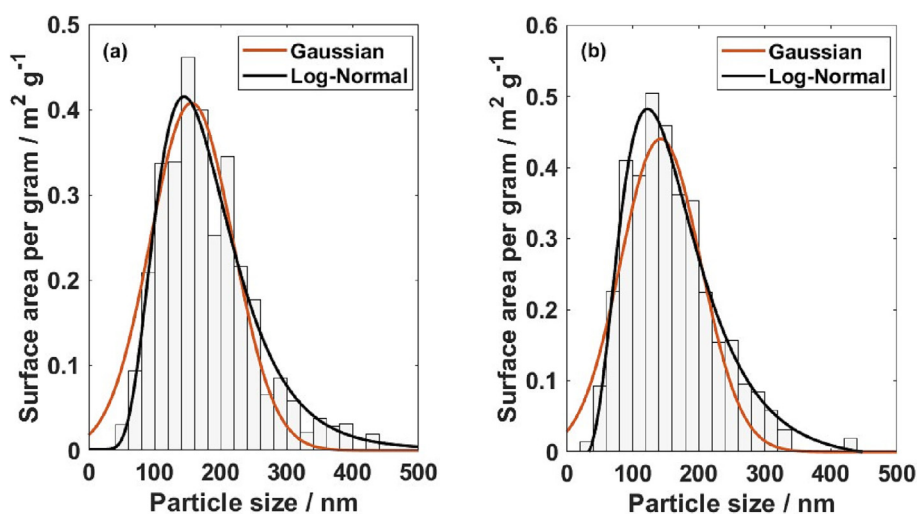 (a)
Gaussian
Log-Normal
Surface area per gram / m² g⁻¹
0.5
0.4
0.3
0.2
0.1
0
0 100 200 300 400 500
Particle size / nm
(b)
Gaussian
Log-Normal
Surface area per gram / m² g⁻¹
0.6
0.5
0.4
0.3
0.2
0.1
0
0 100 200 300 400 500
Particle size / nm